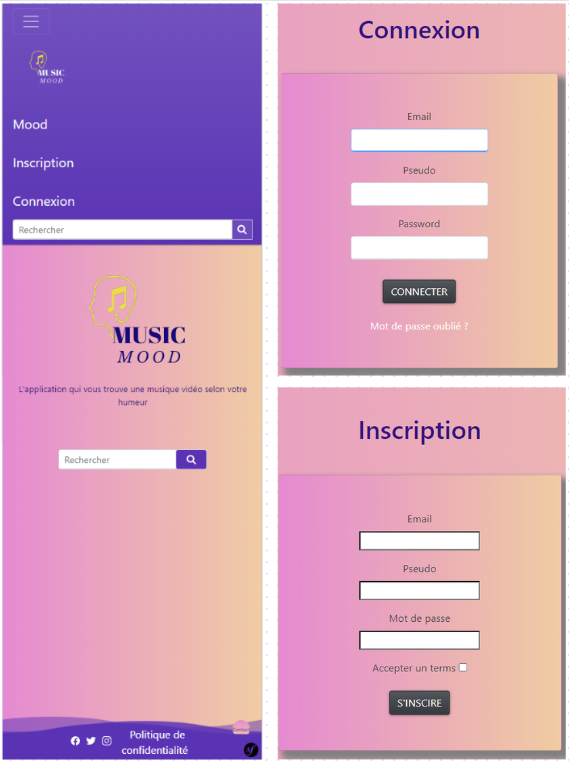 MUSIC
MOOD
Mood
Inscription
Connexion
Rechercher
MUSIC
MOOD
L'application qui vous trouve une musique vidéo selon votre
humeur
Rechercher
Politique de
confidentialité
sf
Connexion
Email
Pseudo
Password
CONNECTER
Mot de passe oublié ?
Inscription
Email
Pseudo
Mot de passe
Accepter un terms
S'INSCIRE